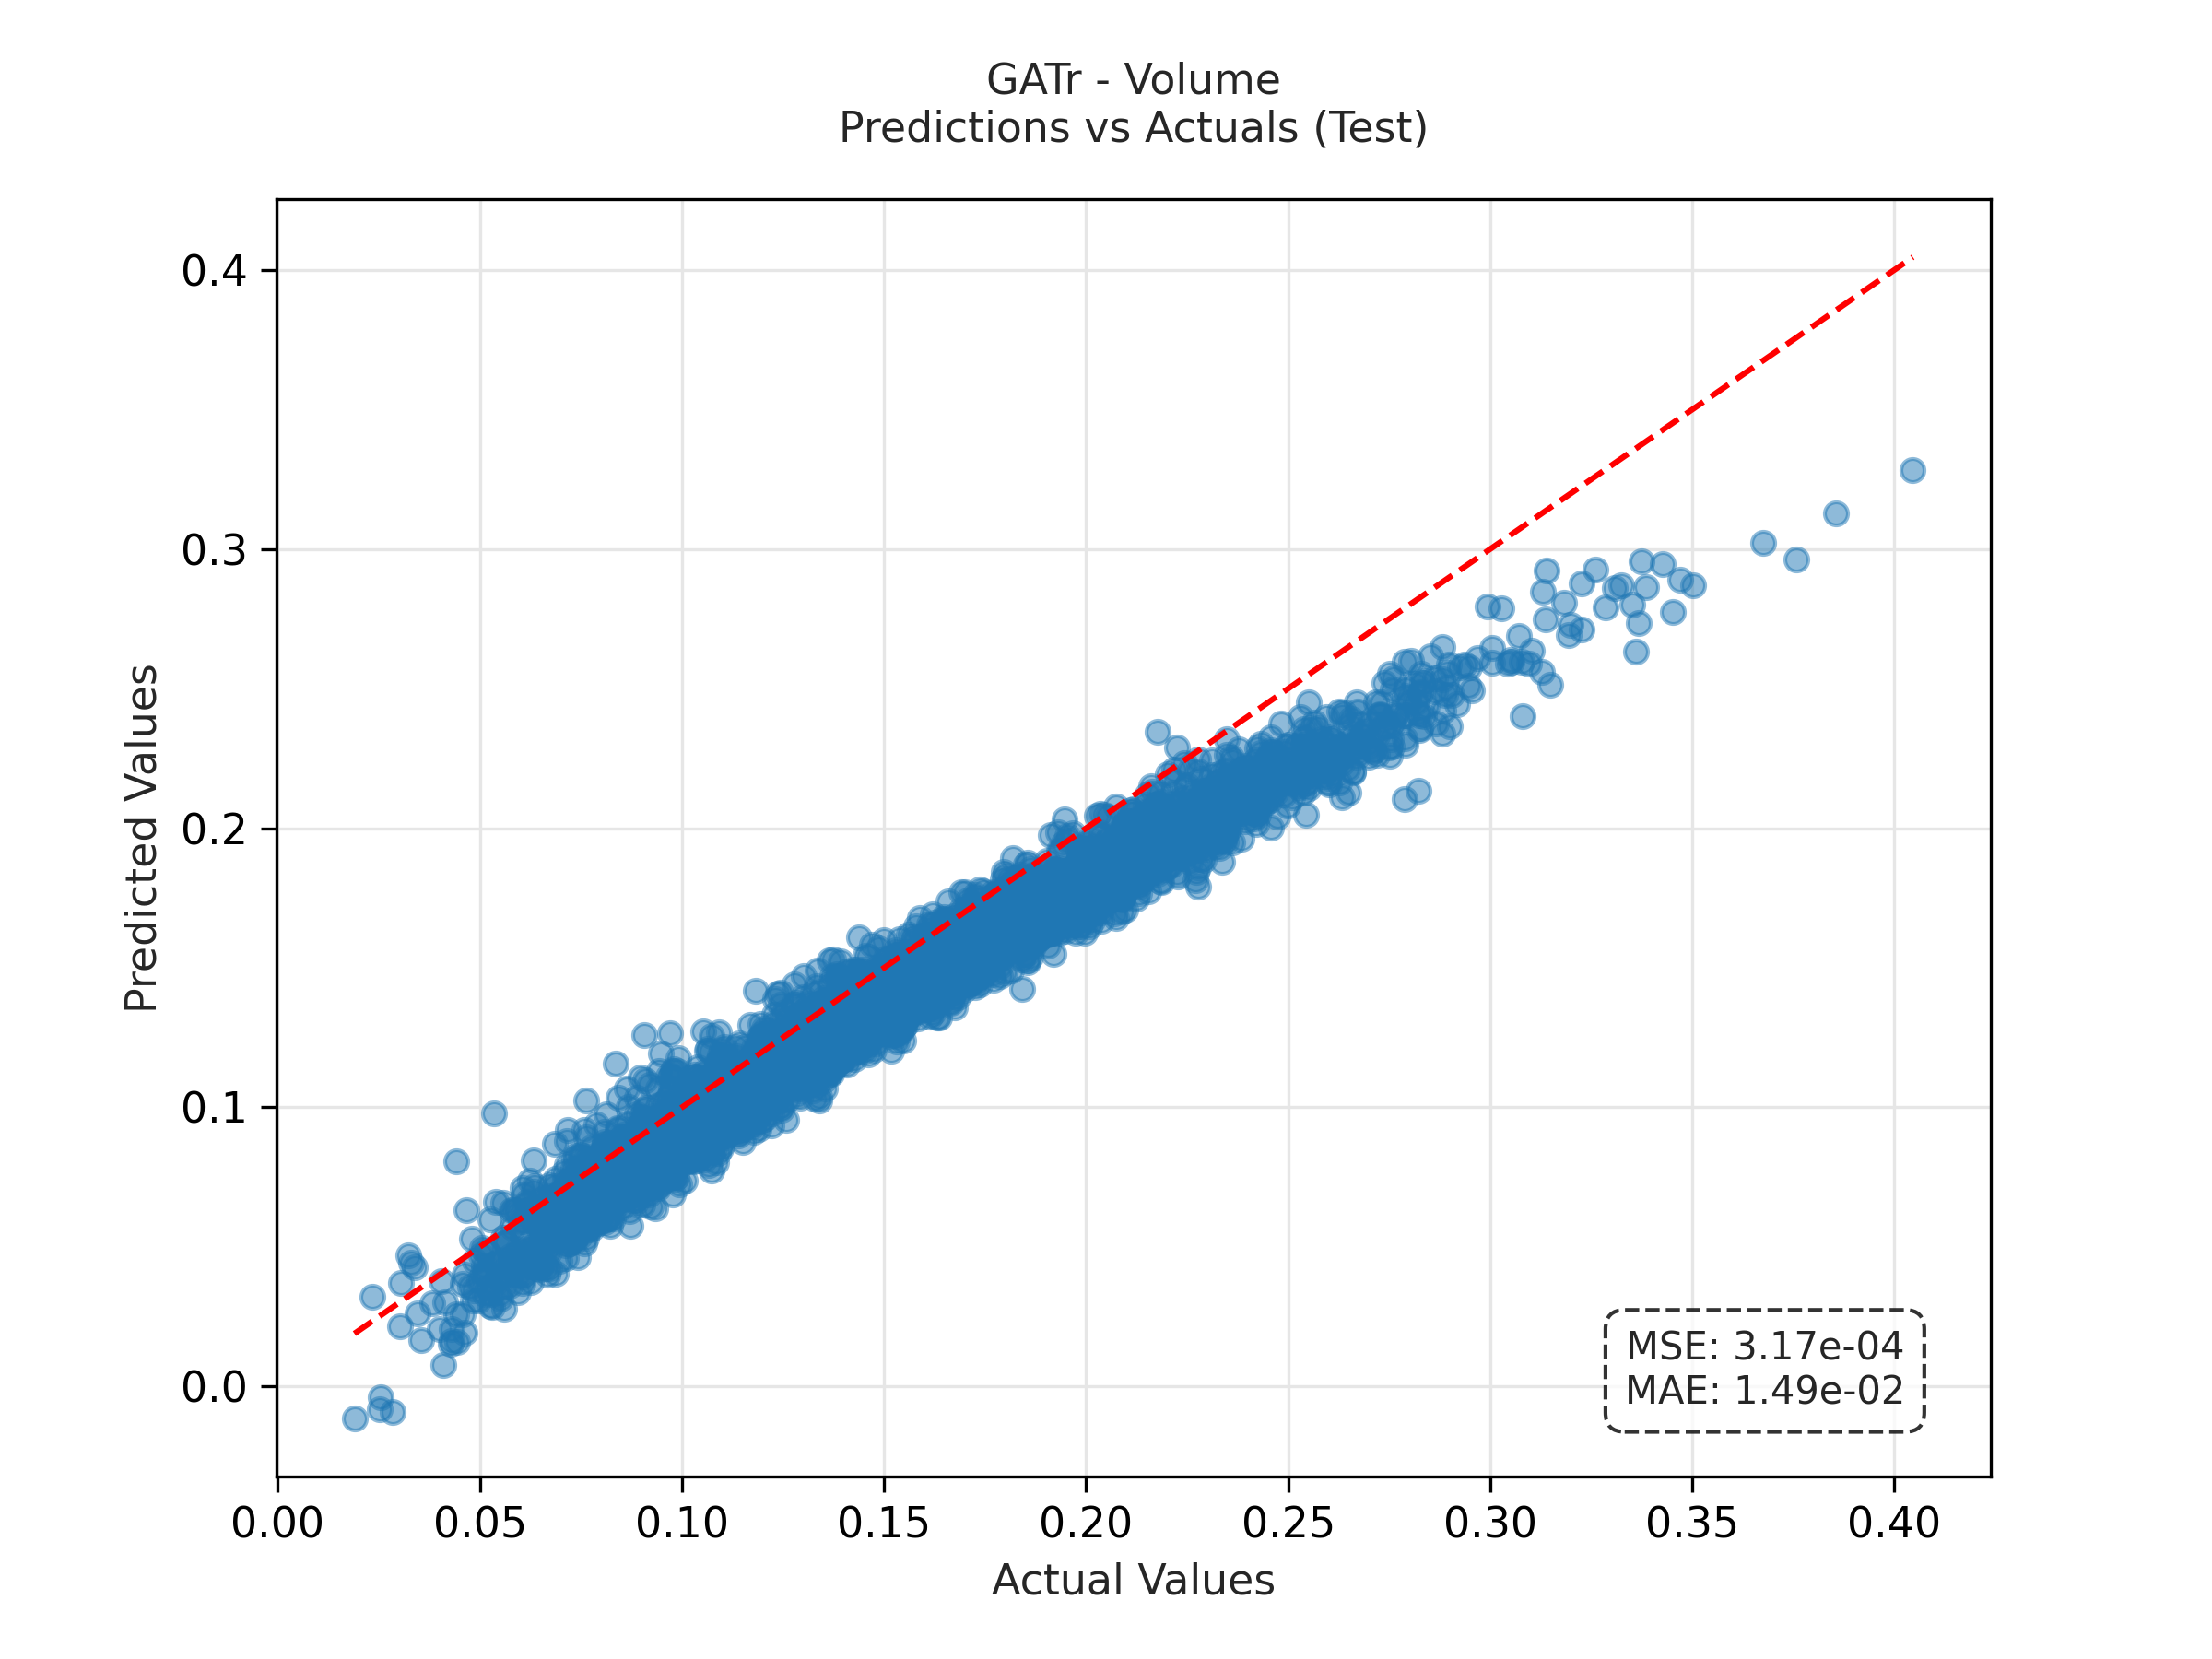 GATr - Volume
Predictions vs Actuals (Test)
0.4
0.3
0.2
0.1
0.0
Predicted Values
MSE: 3.17e-04
MAE: 1.49e-02
0.00 0.05 0.10 0.15 0.20 0.25 0.30 0.35 0.40
Actual Values